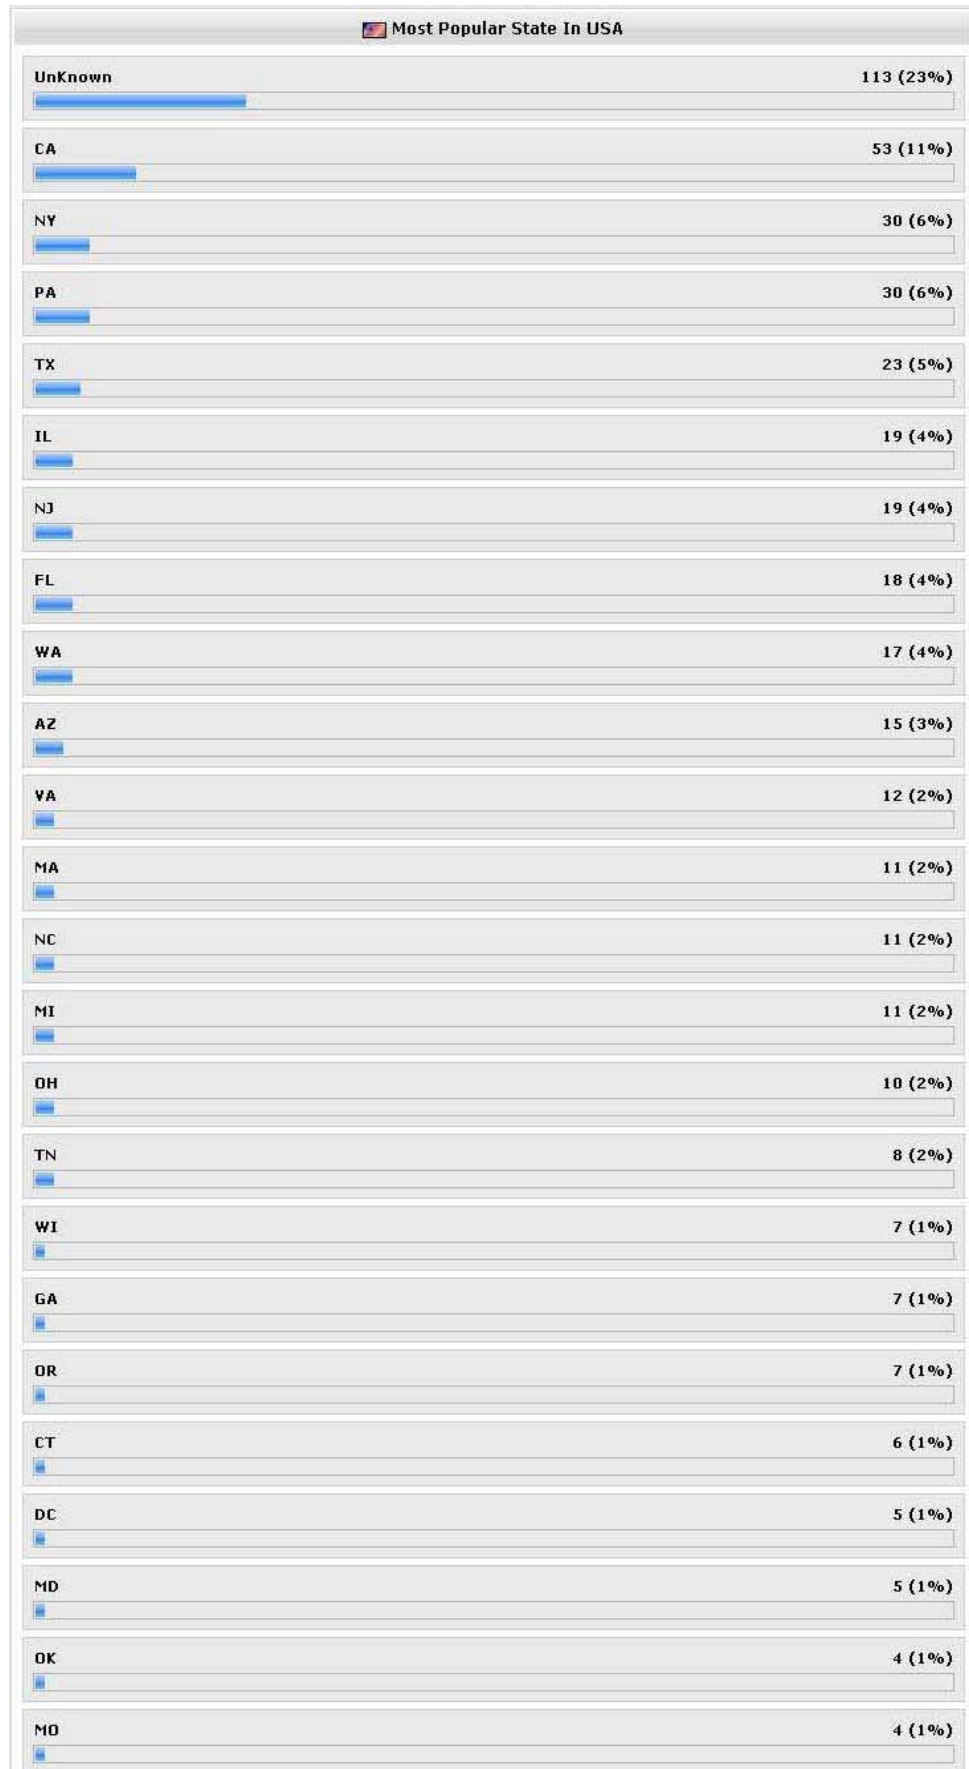 Most Popular State In USA
UnKnown 113 (23%)
CA 53 (11%)
NY 30 (6%)
PA 30 (6%)
TX 23 (5%)
IL 19 (4%)
NJ 19 (4%)
FL 18 (4%)
WA 17 (4%)
AZ 15 (3%)
VA 12 (2%)
MA 11 (2%)
NC 11 (2%)
MI 11 (2%)
OH 10 (2%)
TN 8 (2%)
WI 7 (1%)
GA 7 (1%)
OR 7 (1%)
CT 6 (1%)
DC 5 (1%)
MD 5 (1%)
OK 4 (1%)
MO 4 (1%)